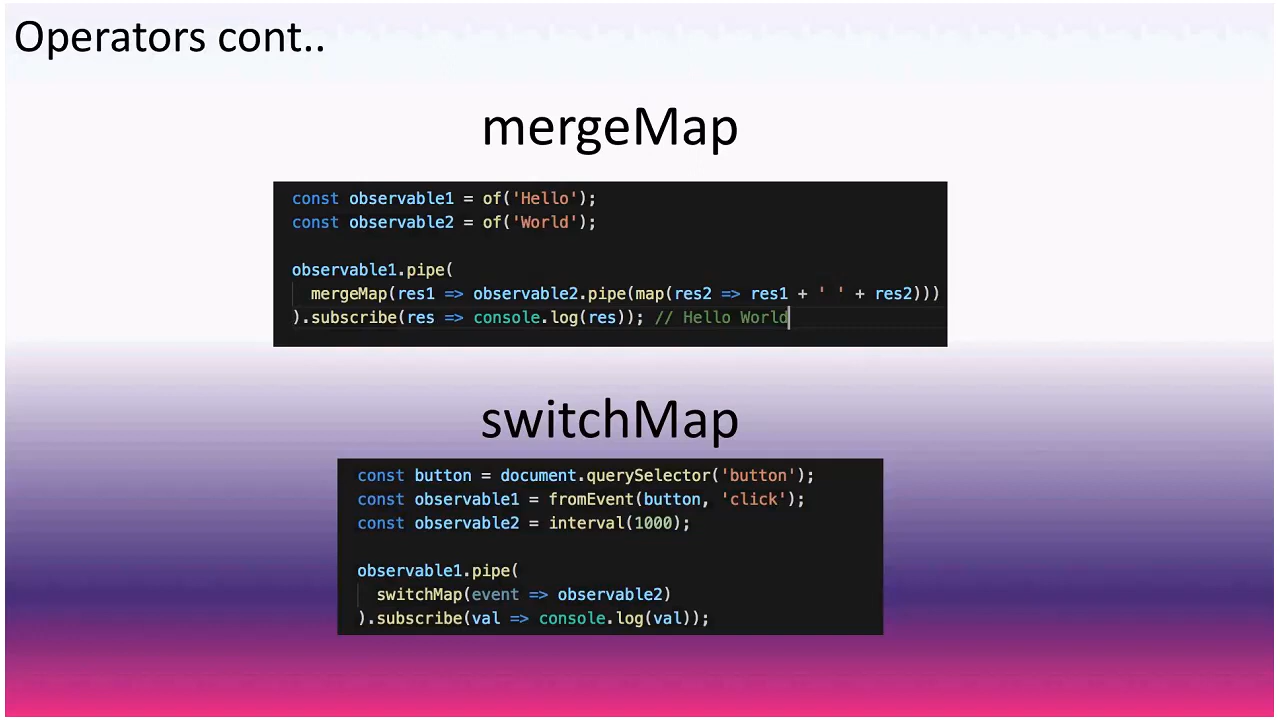 Operators cont..
mergeMap
const observable1 = of('Hello');
const observable2 = of('World');
observable1.pipe(
mergeMap(res1 => observable2.pipe(map(res2 => res1 + ' ' + res2)))
).subscribe(res => console.log(res)); // Hello World
switchMap
const button = document.querySelector('button');
const observable1 = fromEvent(button, 'click');
const observable2 = interval(1000);
observable1.pipe(
switchMap(event => observable2)
).subscribe(val => console.log(val));